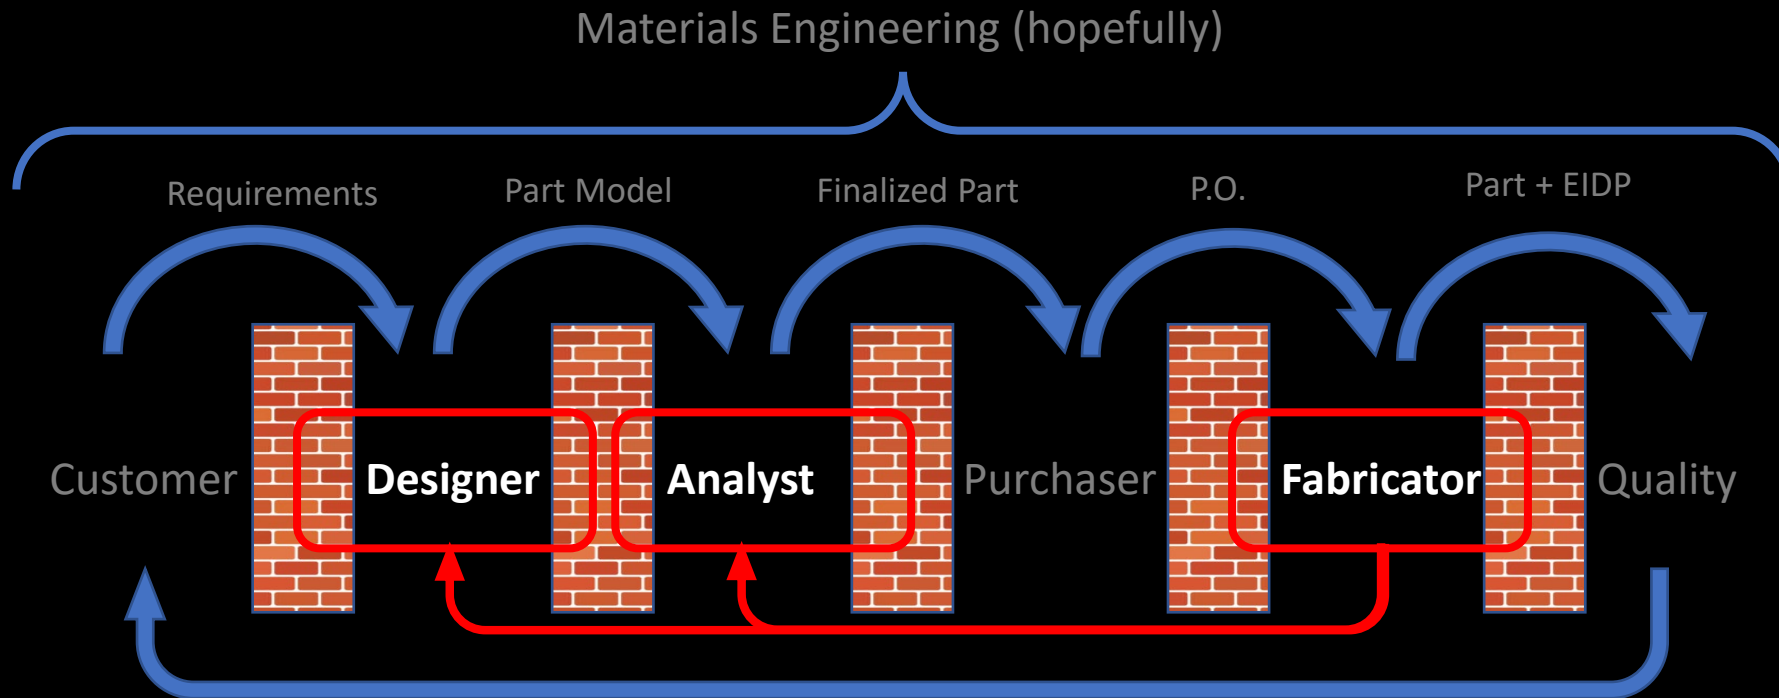 Materials Engineering (hopefully)
Requirements
Part Model
Finalized Part
P.O.
Part + EIDP
Customer
Designer
Analyst
Purchaser
Fabricator
Quality